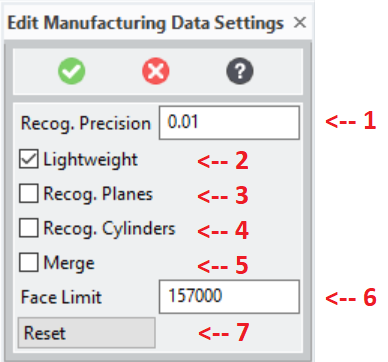 Edit Manufacturing Data Settings ×
?
Recog. Precision 0.01 <-- 1
Lightweight <-- 2
Recog. Planes <-- 3
Recog. Cylinders <-- 4
Merge <-- 5
Face Limit 157000 <-- 6
Reset <-- 7